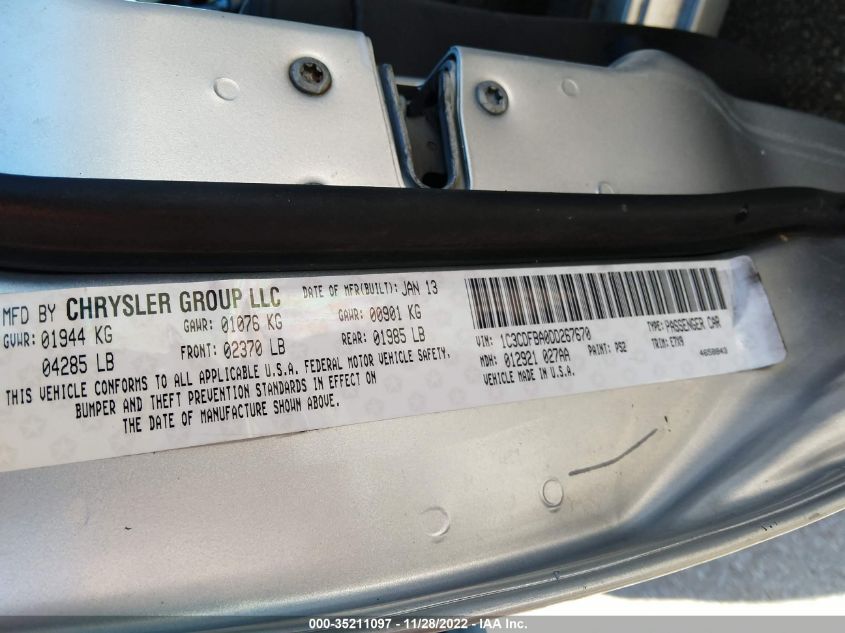 MFD BY CHRYSLER GROUP LLC DATE OF MFR(BUILT): JAN 13
GVWR: 01944 KG GAWR: 01076 KG GAWR: 00901 KG
04285 LB FRONT: 02370 LB REAR: 01985 LB
THIS VEHICLE CONFORMS TO ALL APPLICABLE U.S.A. FEDERAL MOTOR VEHICLE SAFETY,
BUMPER AND THEFT PREVENTION STANDARDS IN EFFECT ON
THE DATE OF MANUFACTURE SHOWN ABOVE.
VIN: 1C3CDFBA0DD267670 TYPE: PASSENGER CAR
MDH: 012921 027AA PAINT: PS2 TRIM: E7X9
VEHICLE MADE IN U.S.A.
000-35211097 - 11/28/2022 - IAA Inc.